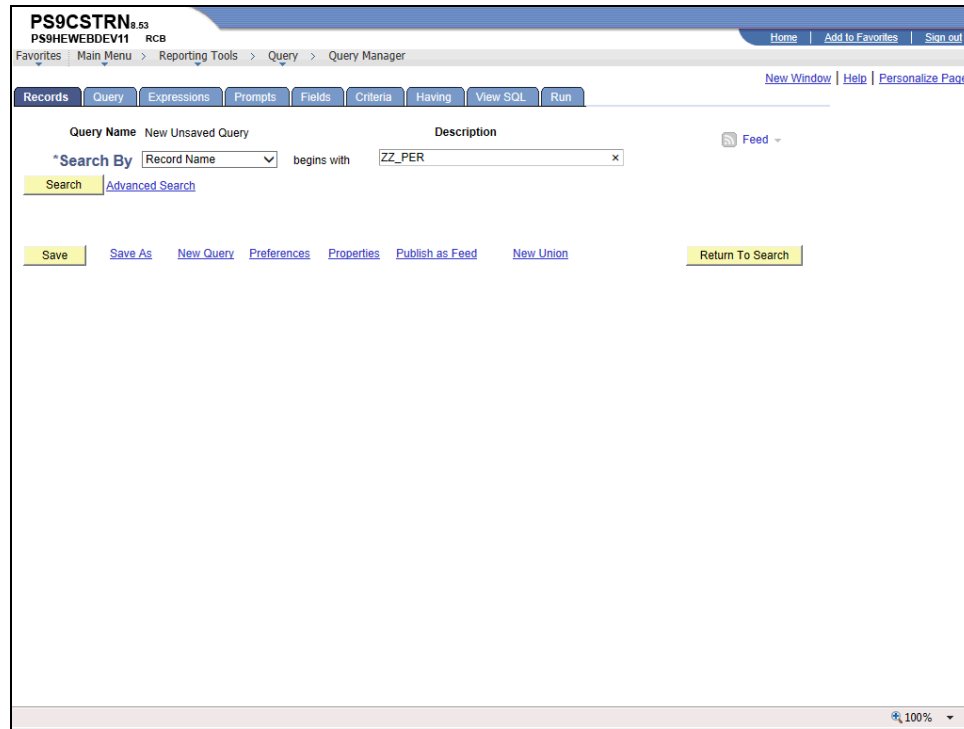 PS9CSTRN8.53
PS9HEWEBDEV11 RCB
Home | Add to Favorites | Sign out
Favorites Main Menu > Reporting Tools > Query > Query Manager
New Window | Help | Personalize Page
Records Query Expressions Prompts Fields Criteria Having View SQL Run
Query Name New Unsaved Query Description
Feed
*Search By Record Name begins with ZZ_PER ×
Search Advanced Search
Save Save As New Query Preferences Properties Publish as Feed New Union Return To Search
100%